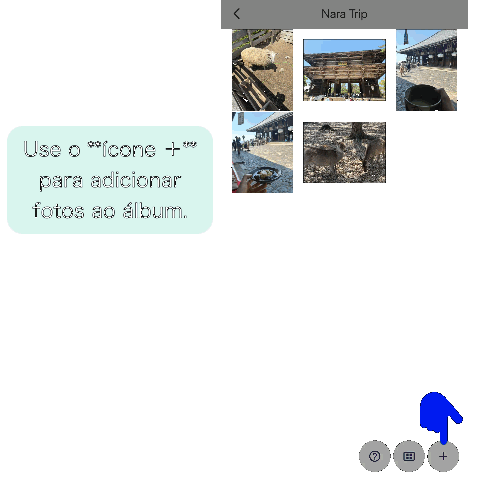 Nara Trip
Use o **ícone +**
para adicionar
fotos ao álbum.